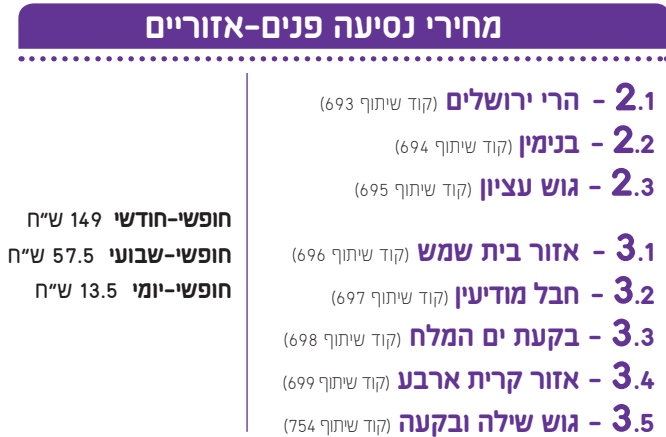 מחירי נסיעה פנים-אזוריים
2.1 - הרי ירושלים (קוד שיתוף 693)
2.2 - בנימין (קוד שיתוף 694)
2.3 - גוש עציון (קוד שיתוף 695)
3.1 - אזור בית שמש (קוד שיתוף 696)
3.2 - חבל מודיעין (קוד שיתוף 697)
3.3 - בקעת ים המלח (קוד שיתוף 698)
3.4 - אזור קרית ארבע (קוד שיתוף 699)
3.5 - גוש שילה ובקעה (קוד שיתוף 754)
חופשי-חודשי 149 ש״ח
חופשי-שבועי 57.5 ש״ח
חופשי-יומי 13.5 ש״ח